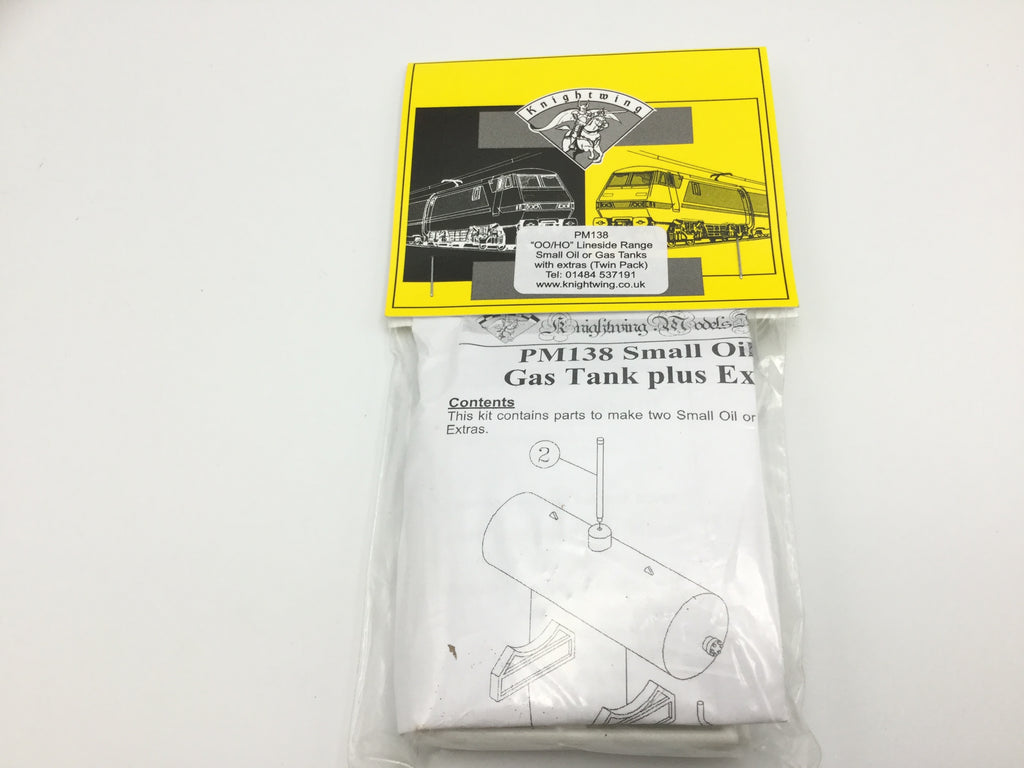 Knightwing
PM138
"OO/HO" Lineside Range
Small Oil or Gas Tanks
with extras (Twin Pack)
Tel: 01484 537191
www.knightwing.co.uk
Knightwing Models
PM138 Small Oil
Gas Tank plus Ex
Contents
This kit contains parts to make two Small Oil or
Extras.
2